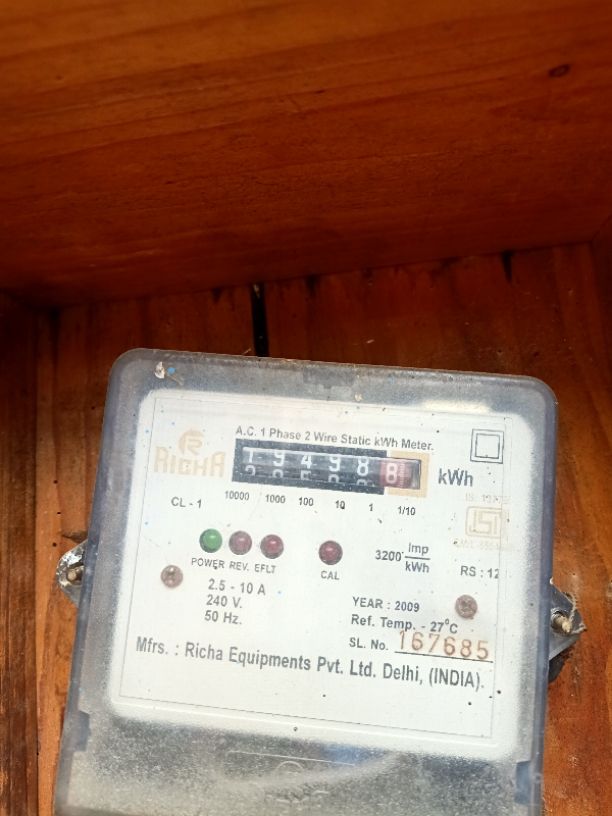 A.C. 1 Phase 2 Wire Static kWh Meter.
RICHA
194988
kWh
CL - 1
10000 1000 100 10 1 1/10
ISI
POWER REV. EFLT
CAL
3200 Imp/kWh
RS : 12
2.5 - 10 A
240 V.
50 Hz.
YEAR : 2009
Ref. Temp. - 27°C
SL. No. 167685
Mfrs. : Richa Equipments Pvt. Ltd. Delhi, (INDIA).